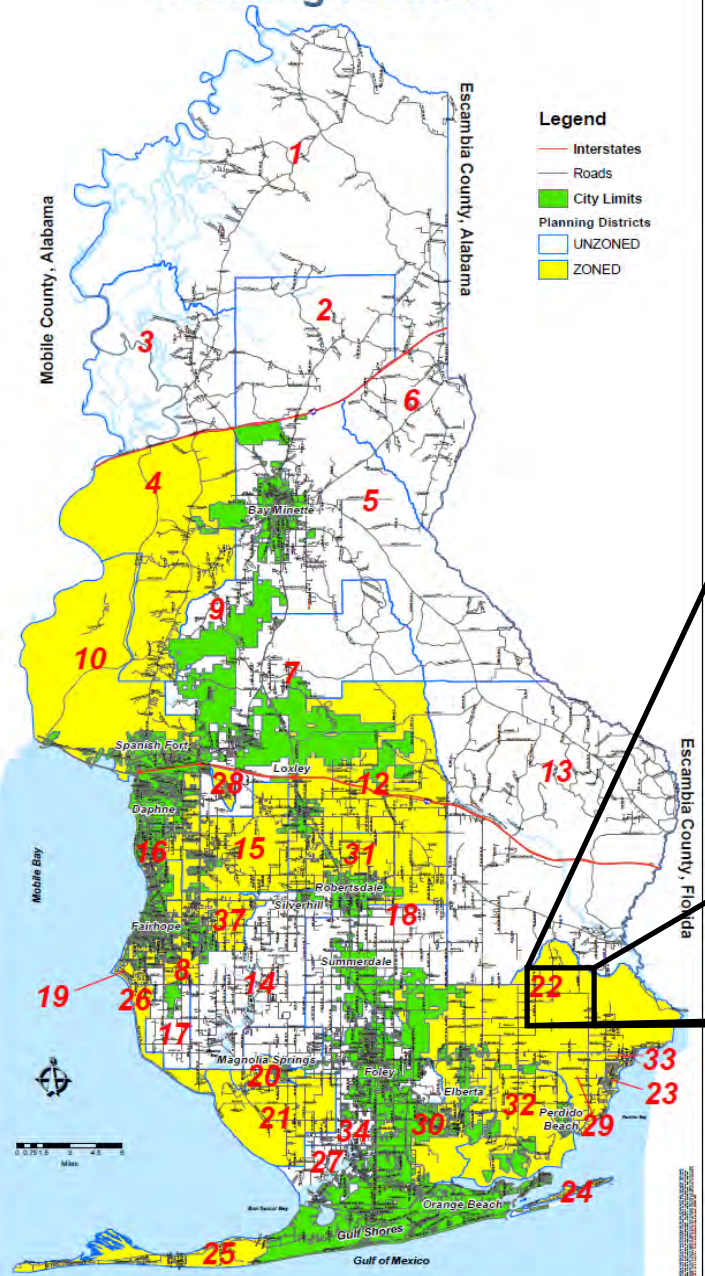 Escambia County, Alabama
Mobile County, Alabama
Legend
Interstates
Roads
City Limits
Planning Districts
UNZONED
ZONED
1
2
3
6
4
5
Bay Minette
9
10
7
Spanish Fort
Loxley
28
12
13
Escambia County, Florida
Daphne
Mobile Bay
16
15
31
Robertsdale
Silverhill
18
37
Fairhope
Summerdale
8
14
22
19
26
17
33
Magnolia Springs
20
Foley
Elberta
23
21
32
Perdido
Beach
29
34
30
27
24
Orange Beach
Gulf Shores
25
Gulf of Mexico
Miles